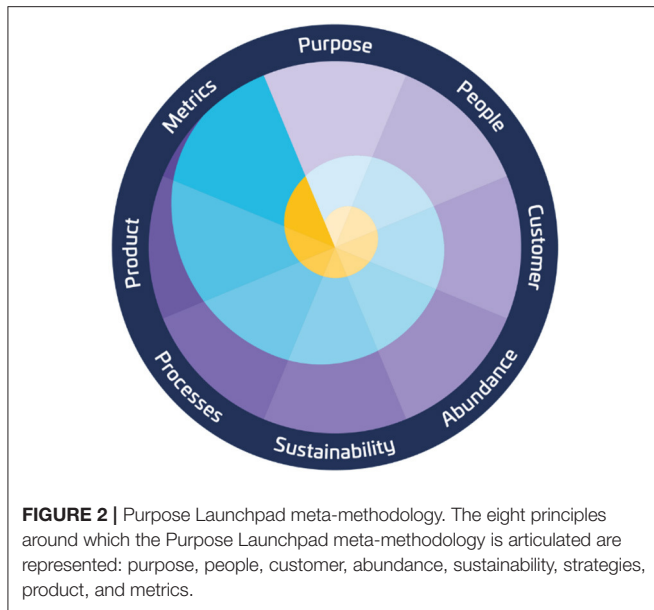 Purpose
People
Customer
Abundance
Sustainability
Processes
Product
Metrics
FIGURE 2 | Purpose Launchpad meta-methodology. The eight principles
around which the Purpose Launchpad meta-methodology is articulated are
represented: purpose, people, customer, abundance, sustainability, strategies,
product, and metrics.